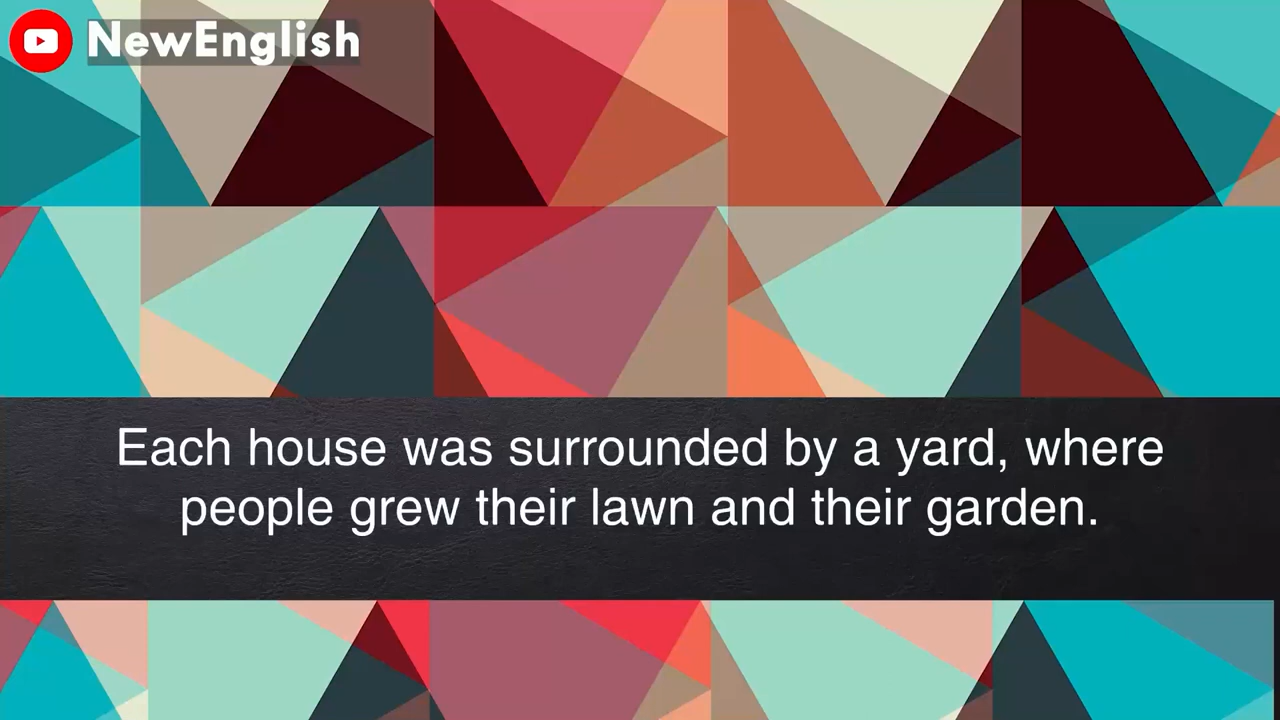 NewEnglish
Each house was surrounded by a yard, where
people grew their lawn and their garden.